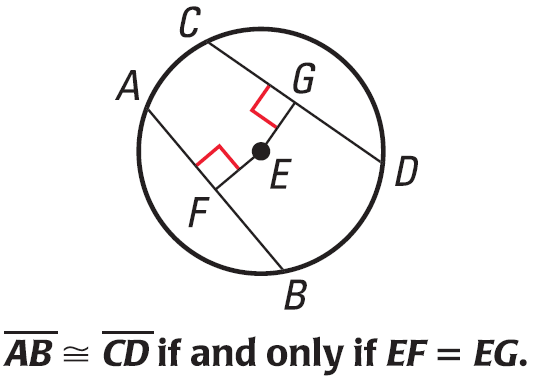 C
A
G
E
D
F
B
AB ≅ CD if and only if EF = EG.